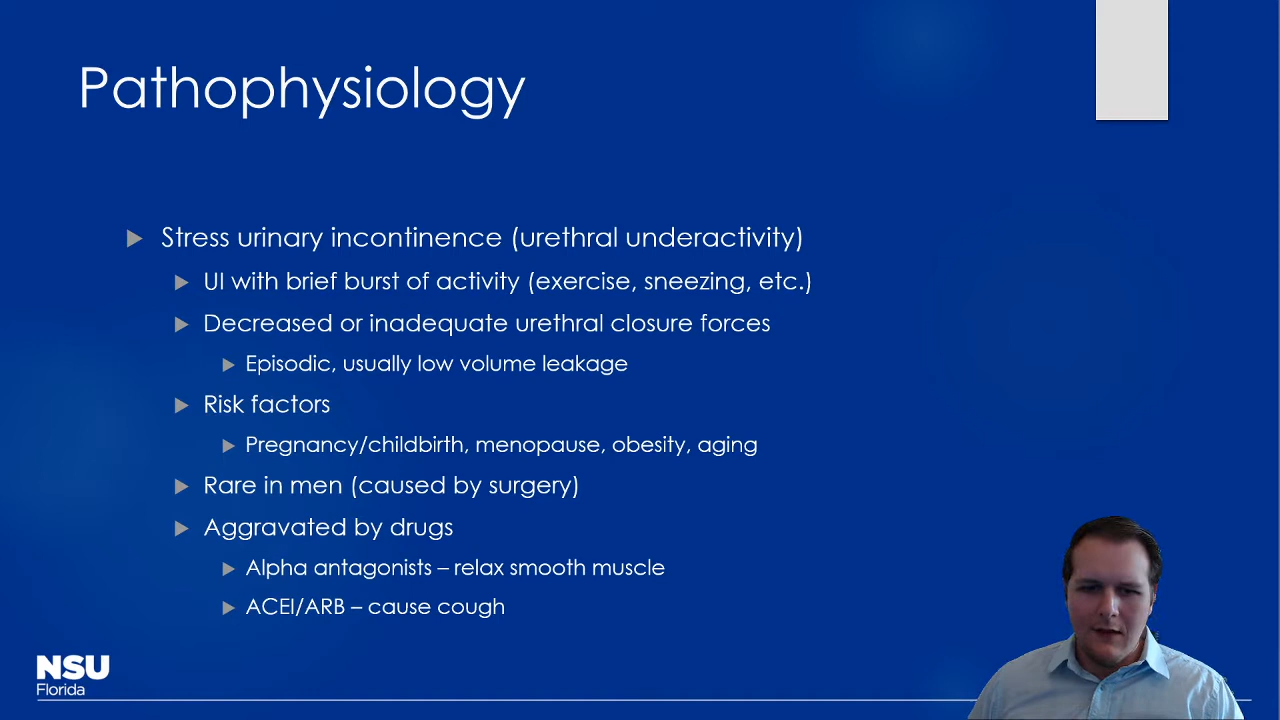 Pathophysiology
Stress urinary incontinence (urethral underactivity)
UI with brief burst of activity (exercise, sneezing, etc.)
Decreased or inadequate urethral closure forces
Episodic, usually low volume leakage
Risk factors
Pregnancy/childbirth, menopause, obesity, aging
Rare in men (caused by surgery)
Aggravated by drugs
Alpha antagonists – relax smooth muscle
ACEI/ARB – cause cough
NSU
Florida